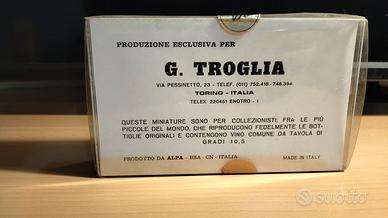 PRODUZIONE ESCLUSIVA PER
G. TROGLIA
VIA PESSINETTO, 23 - TELEF. (011) 752.416 - 748.394
TORINO - ITALIA
TELEX 220451 ENOTRO - I
QUESTE MINIATURE SONO PER COLLEZIONISTI, FRA LE PIÙ
PICCOLE DEL MONDO, CHE RIPRODUCONO FEDELMENTE LE BOT-
TIGLIE ORIGINALI E CONTENGONO VINO COMUNE DA TAVOLA DI
GRADI 10,5
PRODOTTO DA ALPA - BRA - CN - ITALIA MADE IN ITALY
subito